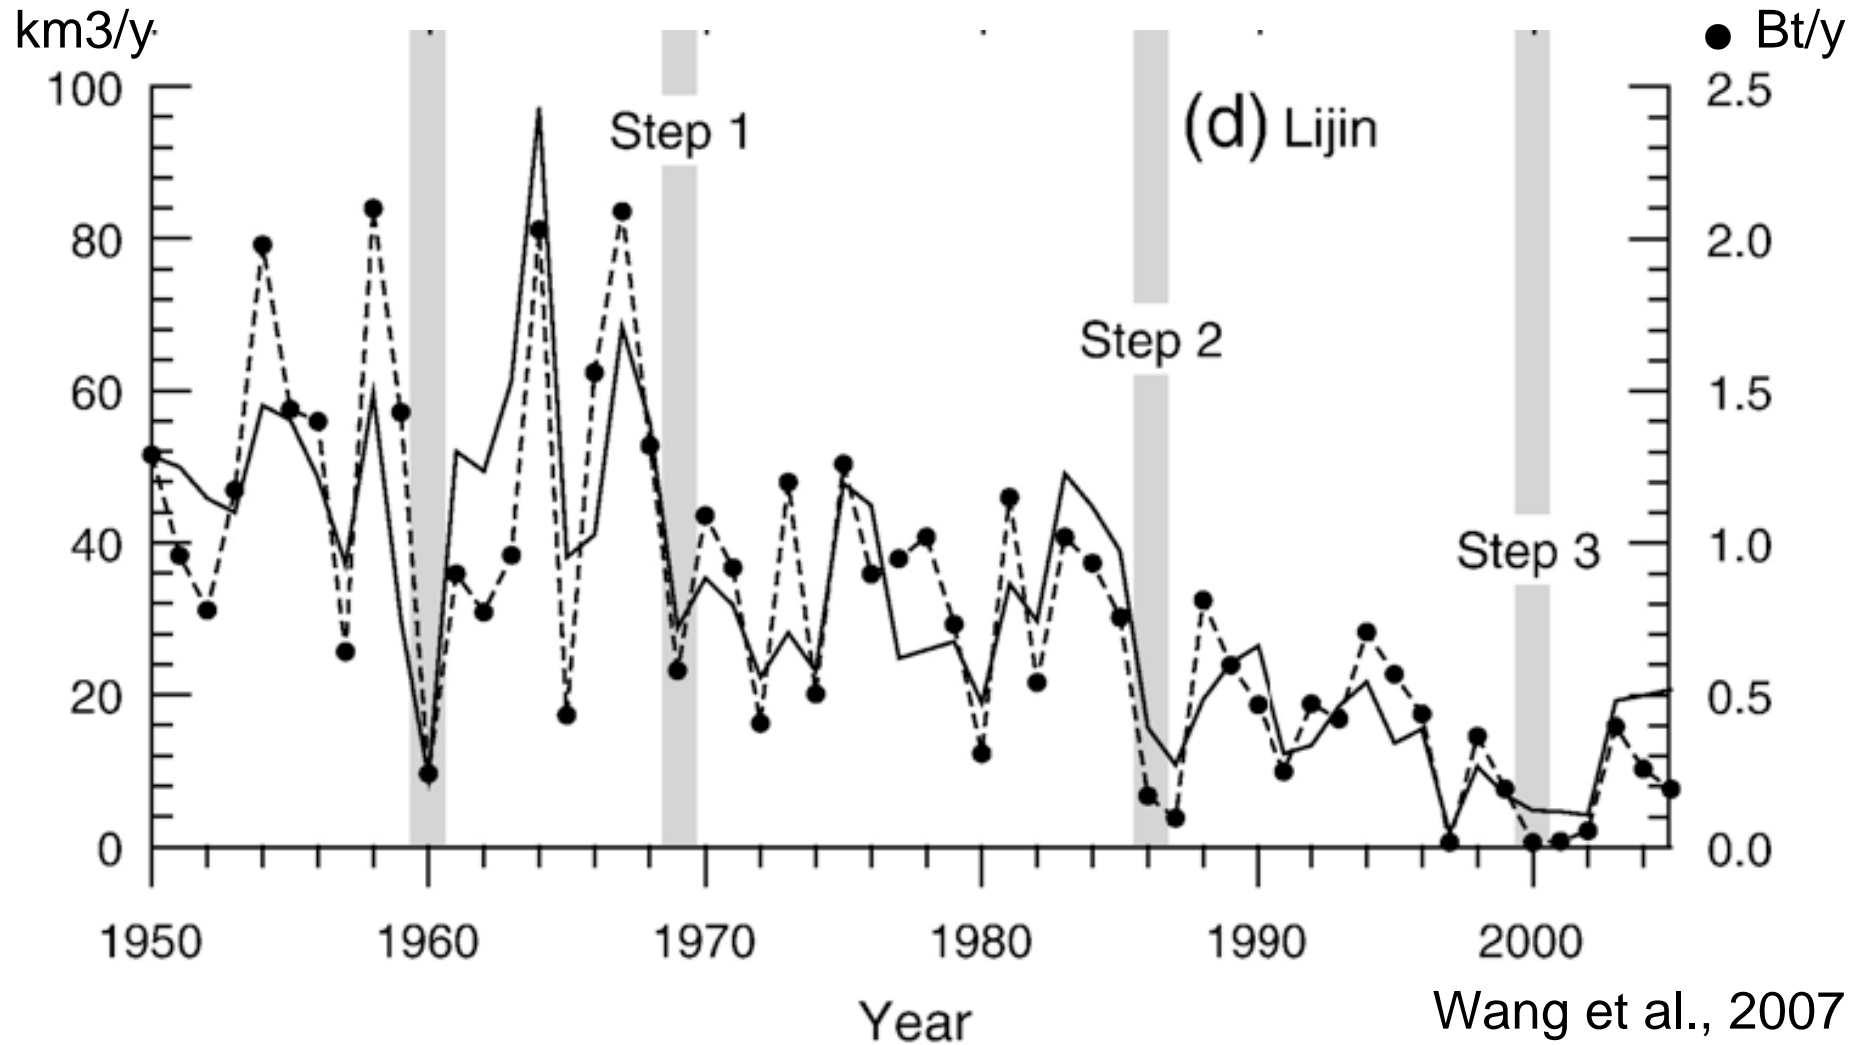 km3/y
● Bt/y
100
2.5
Step 1
(d) Lijin
80
2.0
Step 2
60
1.5
40
Step 3
1.0
20
0.5
0
0.0
1950 1960 1970 1980 1990 2000
Year
Wang et al., 2007